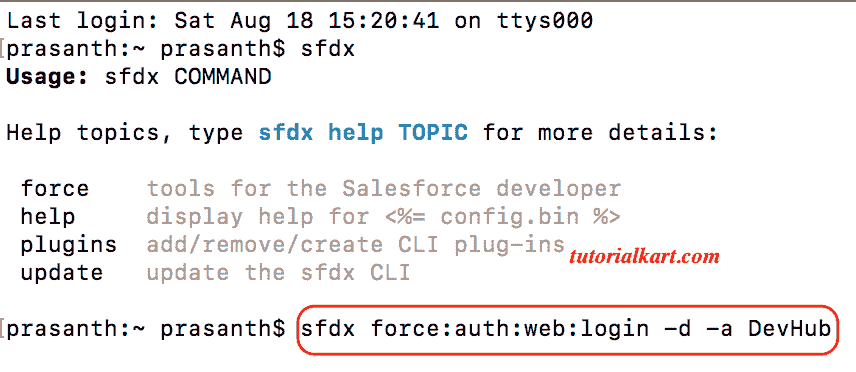 Last login: Sat Aug 18 15:20:41 on ttys000
[prasanth:~ prasanth$ sfdx
Usage: sfdx COMMAND
Help topics, type sfdx help TOPIC for more details:
force tools for the Salesforce developer
help display help for <%= config.bin %>
plugins add/remove/create CLI plug-ins
tutorialkart.com
update update the sfdx CLI
[prasanth:~ prasanth$ sfdx force:auth:web:login -d -a DevHub